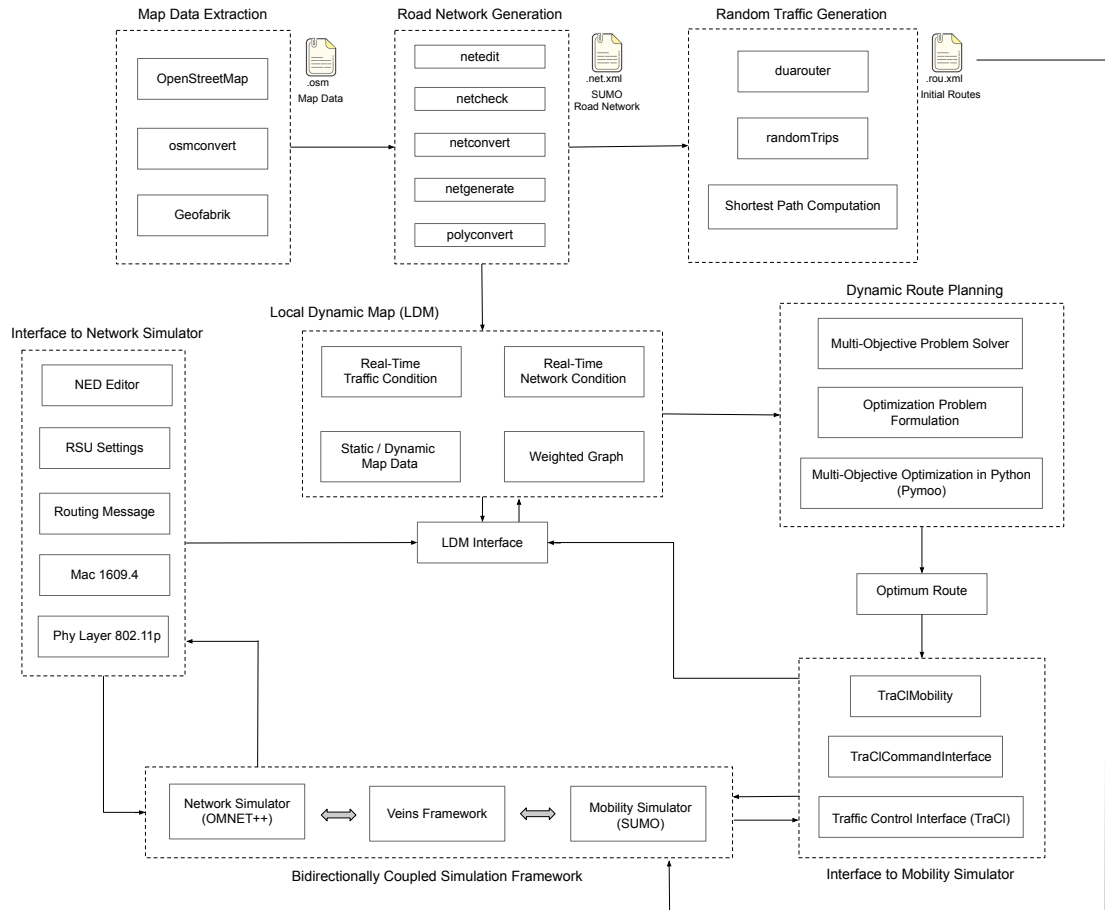 Map Data Extraction
Road Network Generation
Random Traffic Generation
OpenStreetMap
osmconvert
Geofabrik
.osm
Map Data
netedit
netcheck
netconvert
netgenerate
polyconvert
.net.xml
SUMO
Road Network
duarouter
randomTrips
Shortest Path Computation
.rou.xml
Initial Routes
Local Dynamic Map (LDM)
Real-Time
Traffic Condition
Real-Time
Network Condition
Static / Dynamic
Map Data
Weighted Graph
Dynamic Route Planning
Multi-Objective Problem Solver
Optimization Problem
Formulation
Multi-Objective Optimization in Python
(Pymoo)
Interface to Network Simulator
NED Editor
RSU Settings
Routing Message
Mac 1609.4
Phy Layer 802.11p
LDM Interface
Optimum Route
TraCIMobility
TraCICommandInterface
Traffic Control Interface (TraCI)
Interface to Mobility Simulator
Network Simulator
(OMNET++)
Veins Framework
Mobility Simulator
(SUMO)
Bidirectionally Coupled Simulation Framework